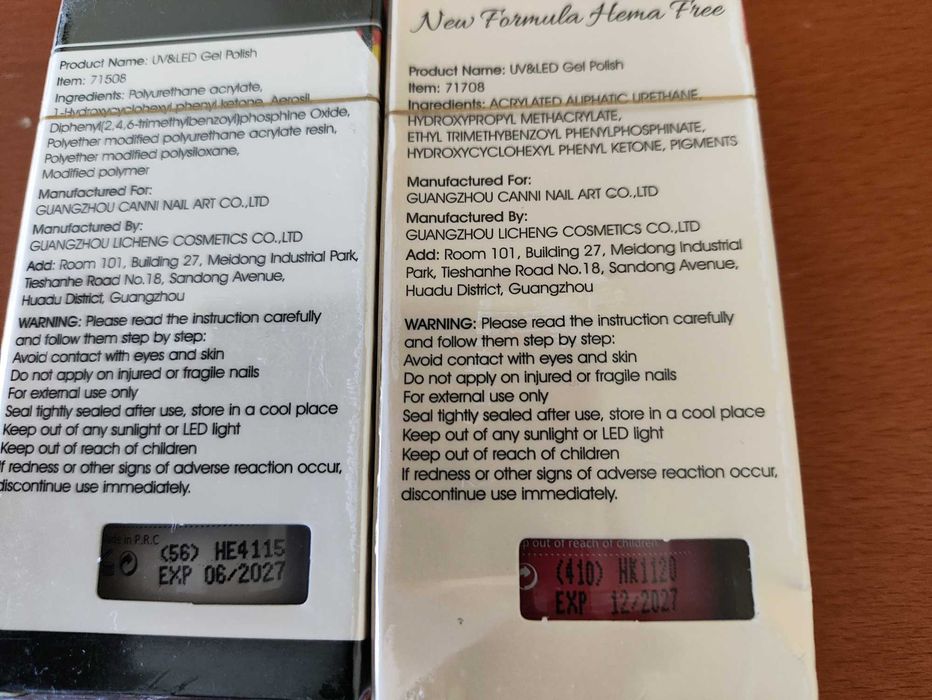 Product Name: UV&LED Gel Polish
Item: 71508
Ingredients: Polyurethane acrylate,
1-Hydroxycyclohexyl phenyl ketone, Aerosil,
Diphenyl(2,4,6-trimethylbenzoyl)phosphine Oxide,
Polyether modified polyurethane acrylate resin,
Polyether modified polysiloxane,
Modified polymer
Manufactured For:
GUANGZHOU CANNI NAIL ART CO.,LTD
Manufactured By:
GUANGZHOU LICHENG COSMETICS CO.,LTD
Add: Room 101, Building 27, Meidong Industrial Park,
Tieshanhe Road No.18, Sandong Avenue,
Huadu District, Guangzhou
WARNING: Please read the instruction carefully
and follow them step by step:
Avoid contact with eyes and skin
Do not apply on injured or fragile nails
For external use only
Seal tightly sealed after use, store in a cool place
Keep out of any sunlight or LED light
Keep out of reach of children
If redness or other signs of adverse reaction occur,
discontinue use immediately.
in P.R.C
(56) HE4115
EXP 06/2027
New Formula Hema Free
Product Name: UV&LED Gel Polish
Item: 71708
Ingredients: ACRYLATED ALIPHATIC URETHANE,
HYDROXYPROPYL METHACRYLATE,
ETHYL TRIMETHYBENZOYL PHENYLPHOSPHINATE,
HYDROXYCYCLOHEXYL PHENYL KETONE, PIGMENTS
Manufactured For:
GUANGZHOU CANNI NAIL ART CO.,LTD
Manufactured By:
GUANGZHOU LICHENG COSMETICS CO.,LTD
Add: Room 101, Building 27, Meidong Industrial
Park, Tieshanhe Road No.18, Sandong Avenue,
Huadu District, Guangzhou
WARNING: Please read the instruction carefully
and follow them step by step:
Avoid contact with eyes and skin
Do not apply on injured or fragile nails
For external use only
Seal tightly sealed after use, store in a cool place
Keep out of any sunlight or LED light
Keep out of reach of children
If redness or other signs of adverse reaction occur,
discontinue use immediately.
p out of reach of children
(410) HK1120
EXP 12/2027